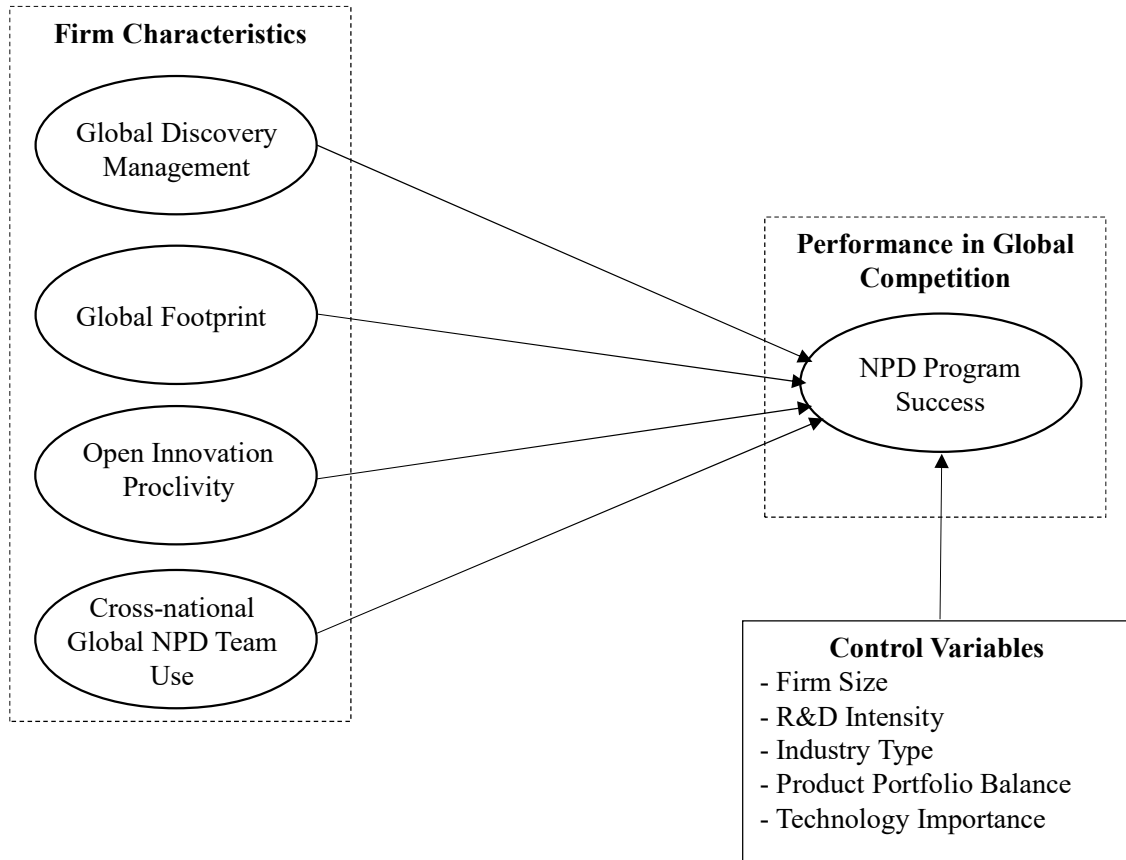 Firm Characteristics
Global Discovery
Management
Global Footprint
Open Innovation
Proclivity
Cross-national
Global NPD Team
Use
Performance in Global
Competition
NPD Program
Success
Control Variables
- Firm Size
- R&D Intensity
- Industry Type
- Product Portfolio Balance
- Technology Importance